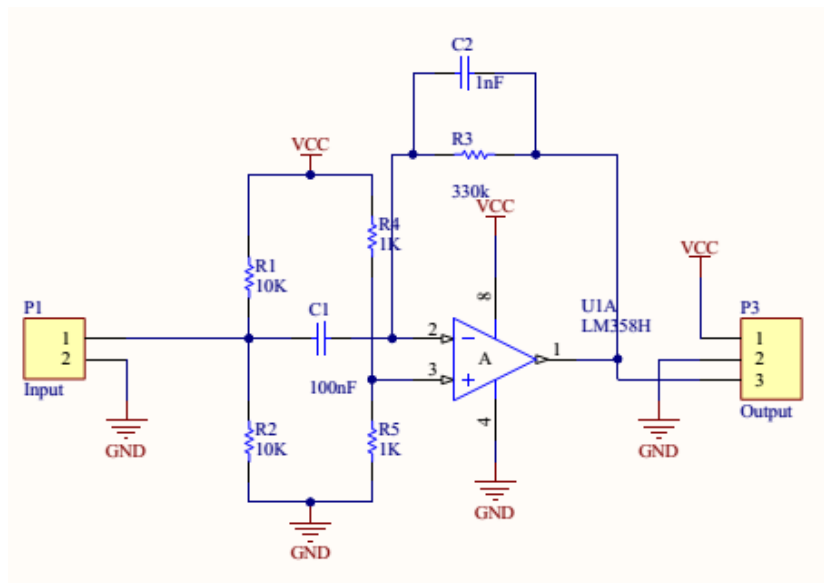 C2
1nF
R3
330k
VCC
VCC
VCC
R4
1K
R1
10K
8
P1
C1
U1A
LM358H
P3
1
2
2
A
1
1
2
3
3
Input
100nF
Output
R2
10K
R5
1K
4
GND
GND
GND
GND